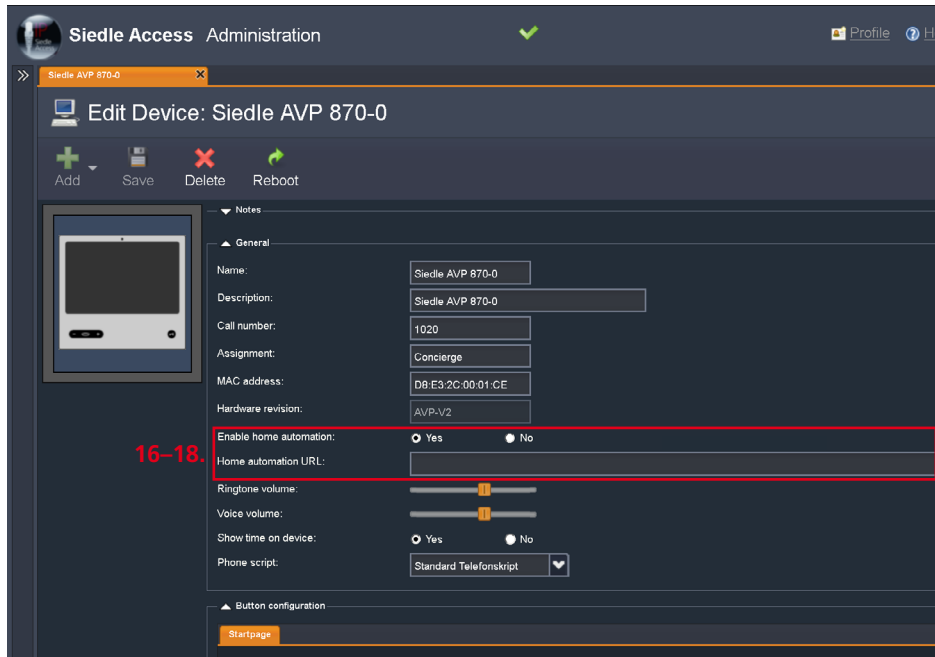 Siedle Access Administration
Profile
Siedle AVP 870-0
Edit Device: Siedle AVP 870-0
Add Save Delete Reboot
Notes
General
Name: Siedle AVP 870-0
Description: Siedle AVP 870-0
Call number: 1020
Assignment: Concierge
MAC address: D8:E3:2C:00:01:CE
Hardware revision: AVP-V2
Enable home automation: Yes No
16–18.
Home automation URL:
Ringtone volume:
Voice volume:
Show time on device: Yes No
Phone script: Standard Telefonskript
Button configuration
Startpage